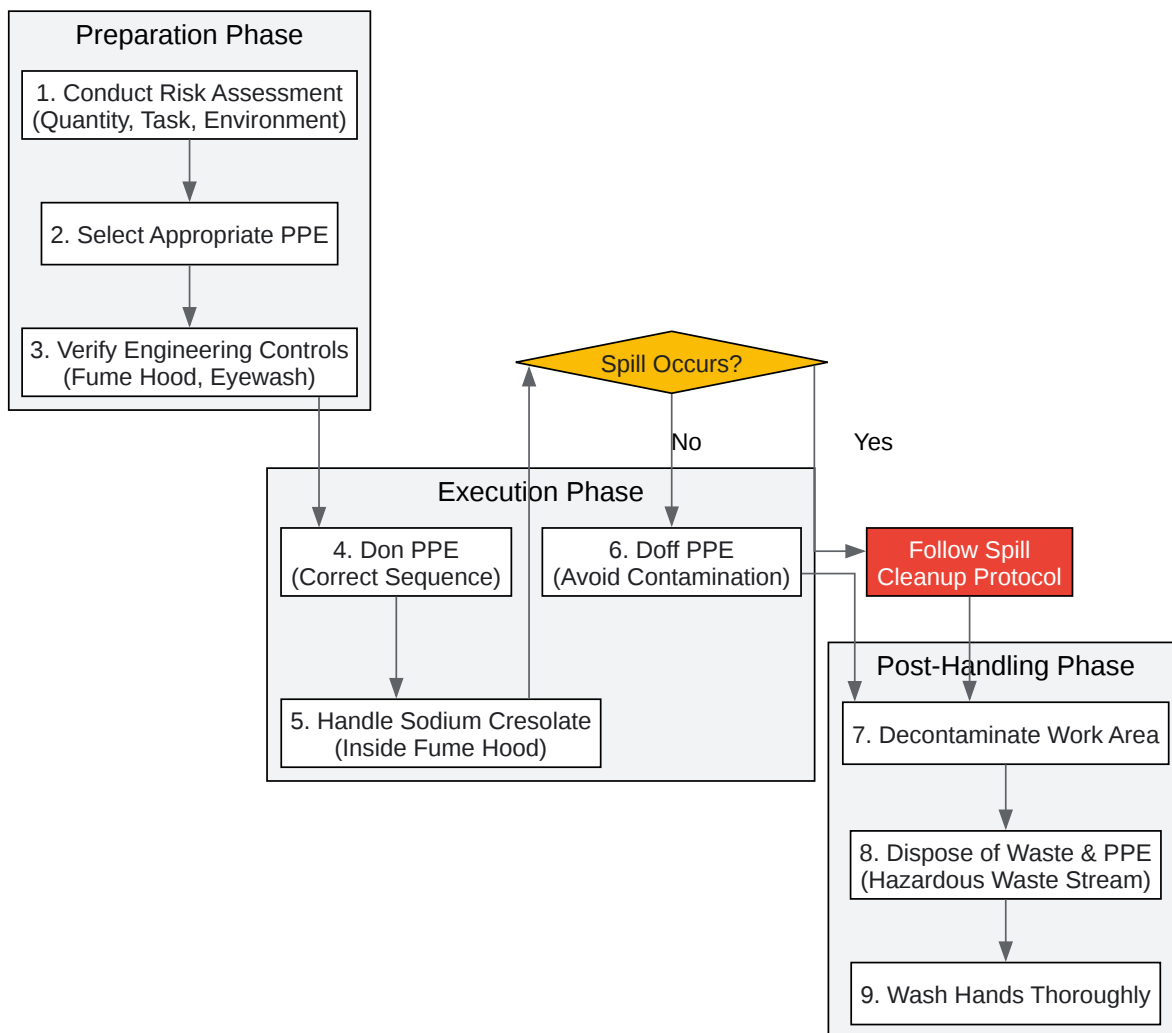 Preparation Phase
1. Conduct Risk Assessment
(Quantity, Task, Environment)
2. Select Appropriate PPE
3. Verify Engineering Controls
(Fume Hood, Eyewash)
Spill Occurs?
No
Yes
Execution Phase
4. Don PPE
(Correct Sequence)
6. Doff PPE
(Avoid Contamination)
Follow Spill
Cleanup Protocol
5. Handle Sodium Cresolate
(Inside Fume Hood)
Post-Handling Phase
7. Decontaminate Work Area
8. Dispose of Waste & PPE
(Hazardous Waste Stream)
9. Wash Hands Thoroughly